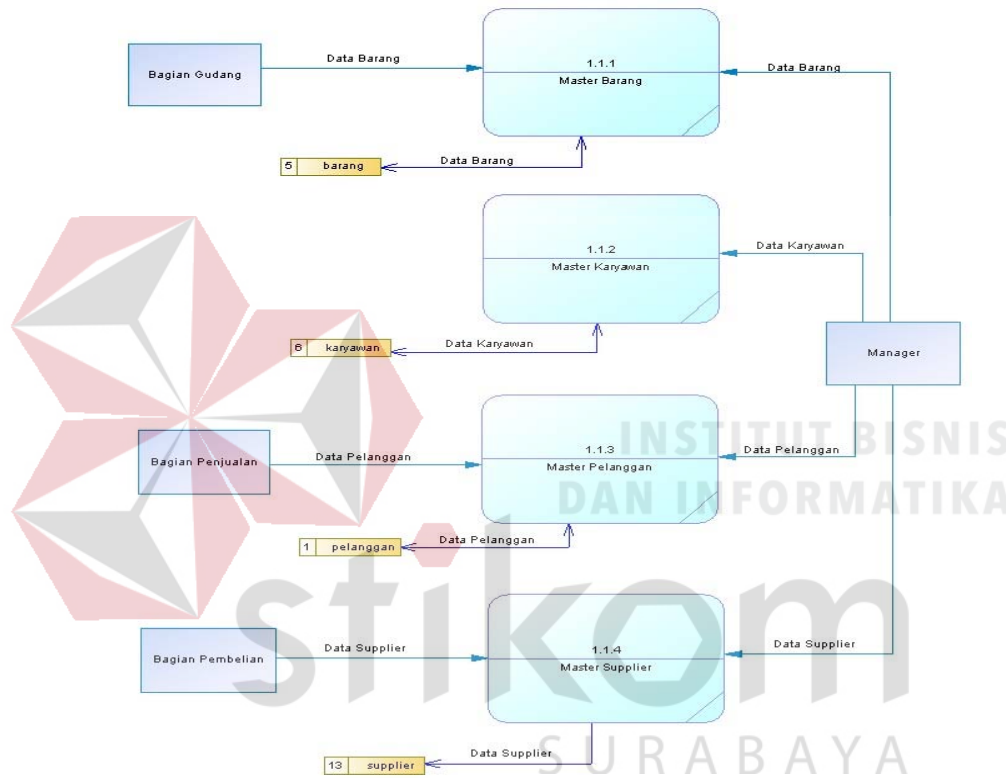 1.1.1
Master Barang
Bagian Gudang
Data Barang
Data Barang
5 barang
Data Barang
1.1.2
Master Karyawan
Data Karyawan
6 karyawan
Data Karyawan
Manager
1.1.3
Master Pelanggan
Bagian Penjualan
Data Pelanggan
Data Pelanggan
1 pelanggan
Data Pelanggan
1.1.4
Master Supplier
Bagian Pembelian
Data Supplier
Data Supplier
13 supplier
Data Supplier
INSTITUT BISNIS
DAN INFORMATIKA
stikom
SURABAYA